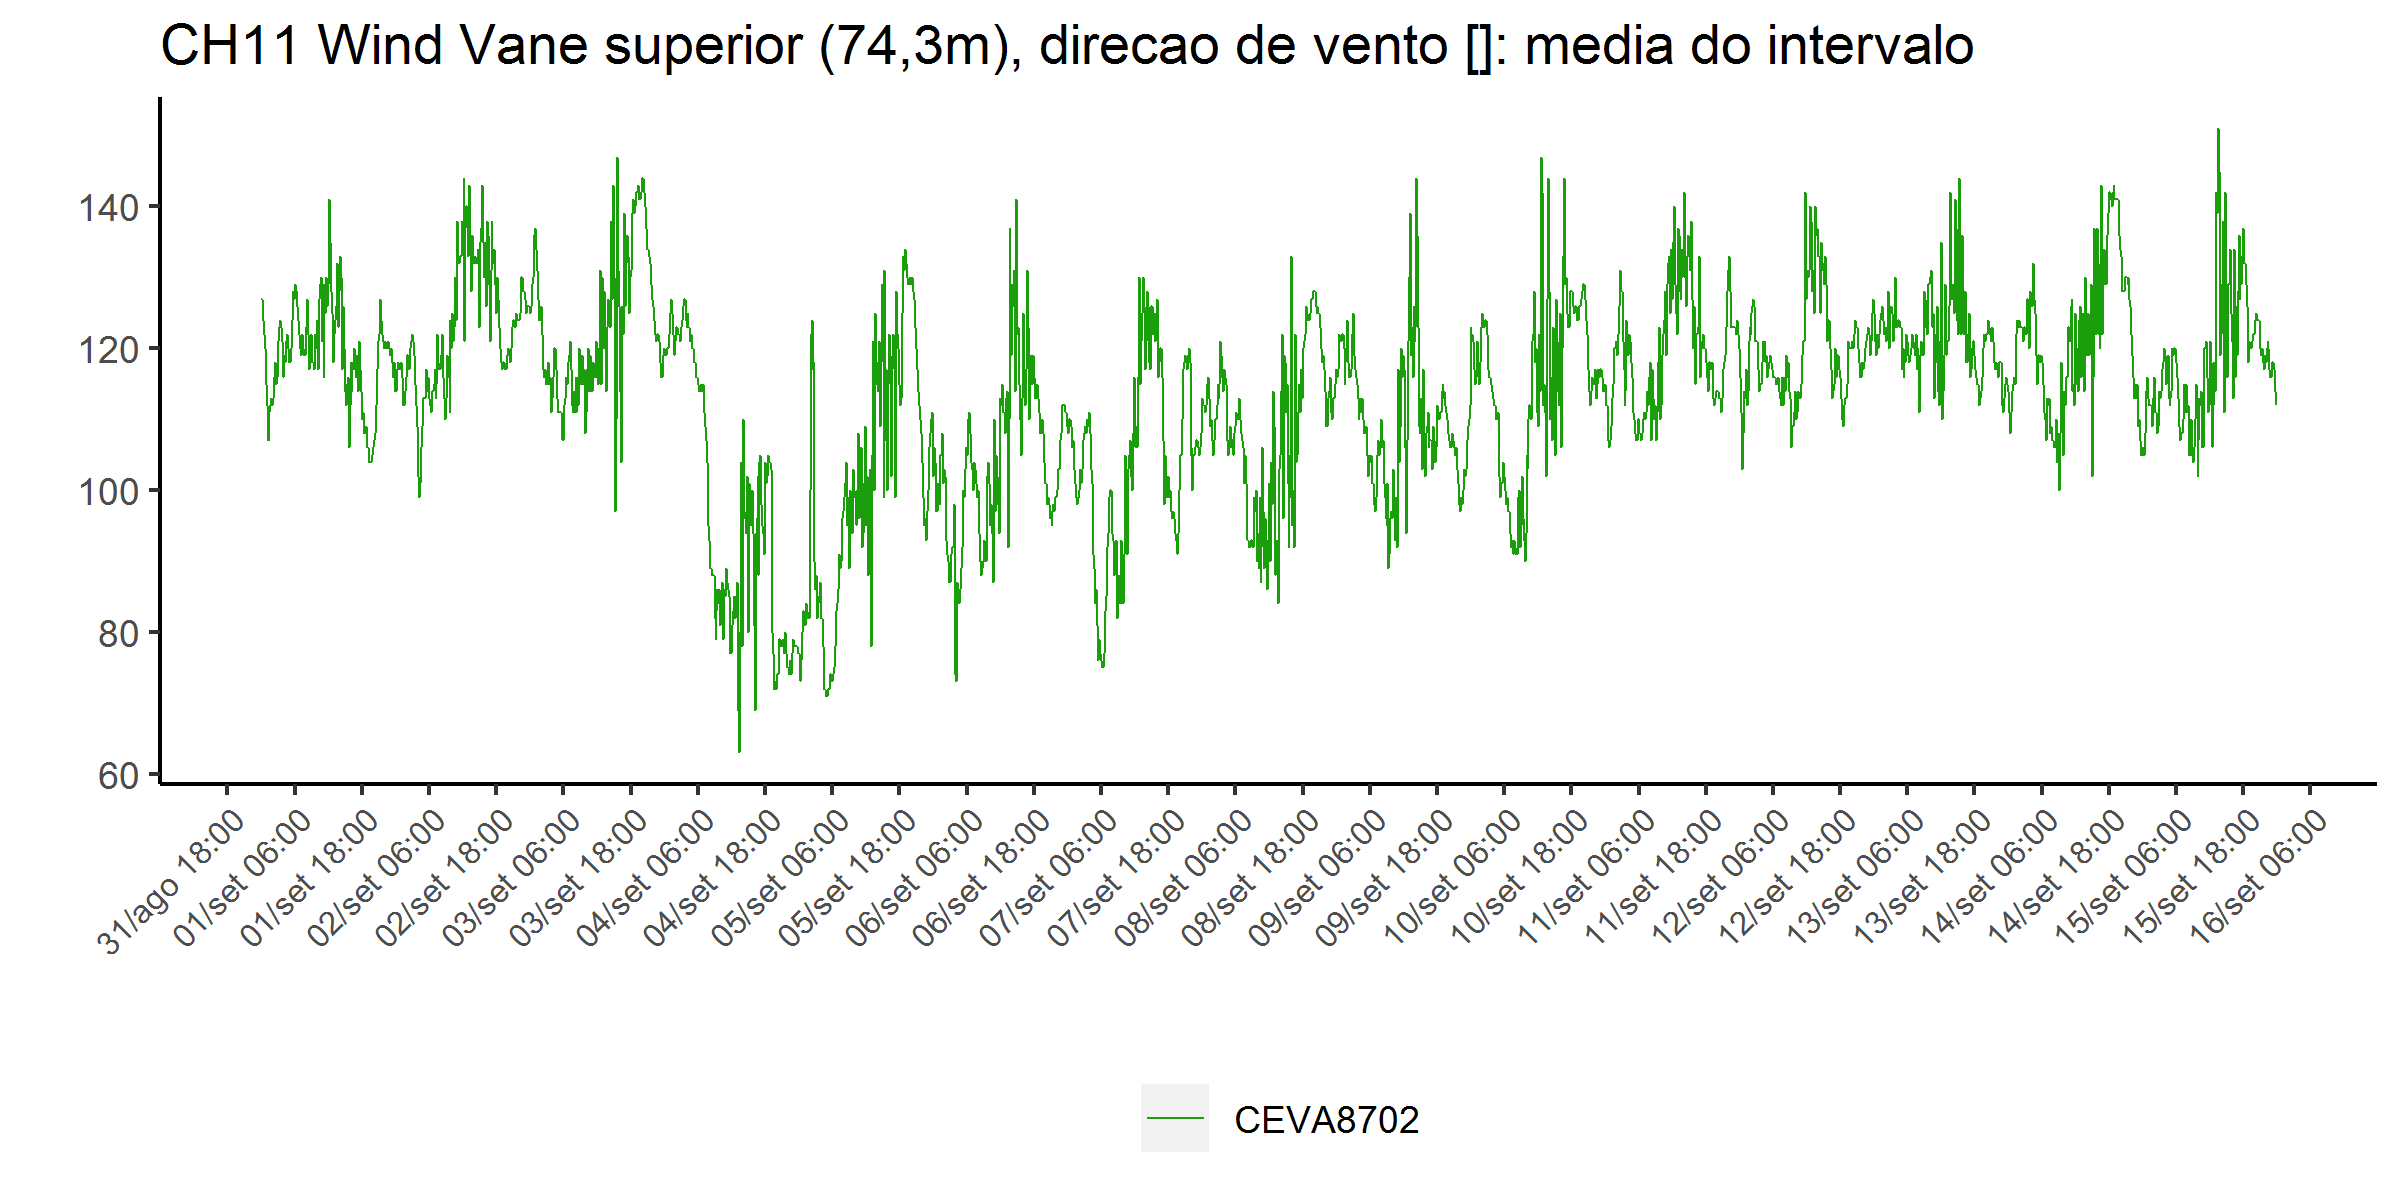 CH11 Wind Vane superior (74,3m), direcao de vento []: media do intervalo
140
120
100
80
60
31/ago 18:00
01/set 06:00
01/set 18:00
02/set 06:00
02/set 18:00
03/set 06:00
03/set 18:00
04/set 06:00
04/set 18:00
05/set 06:00
05/set 18:00
06/set 06:00
06/set 18:00
07/set 06:00
07/set 18:00
08/set 06:00
08/set 18:00
09/set 06:00
09/set 18:00
10/set 06:00
10/set 18:00
11/set 06:00
11/set 18:00
12/set 06:00
12/set 18:00
13/set 06:00
13/set 18:00
14/set 06:00
14/set 18:00
15/set 06:00
15/set 18:00
16/set 06:00
CEVA8702